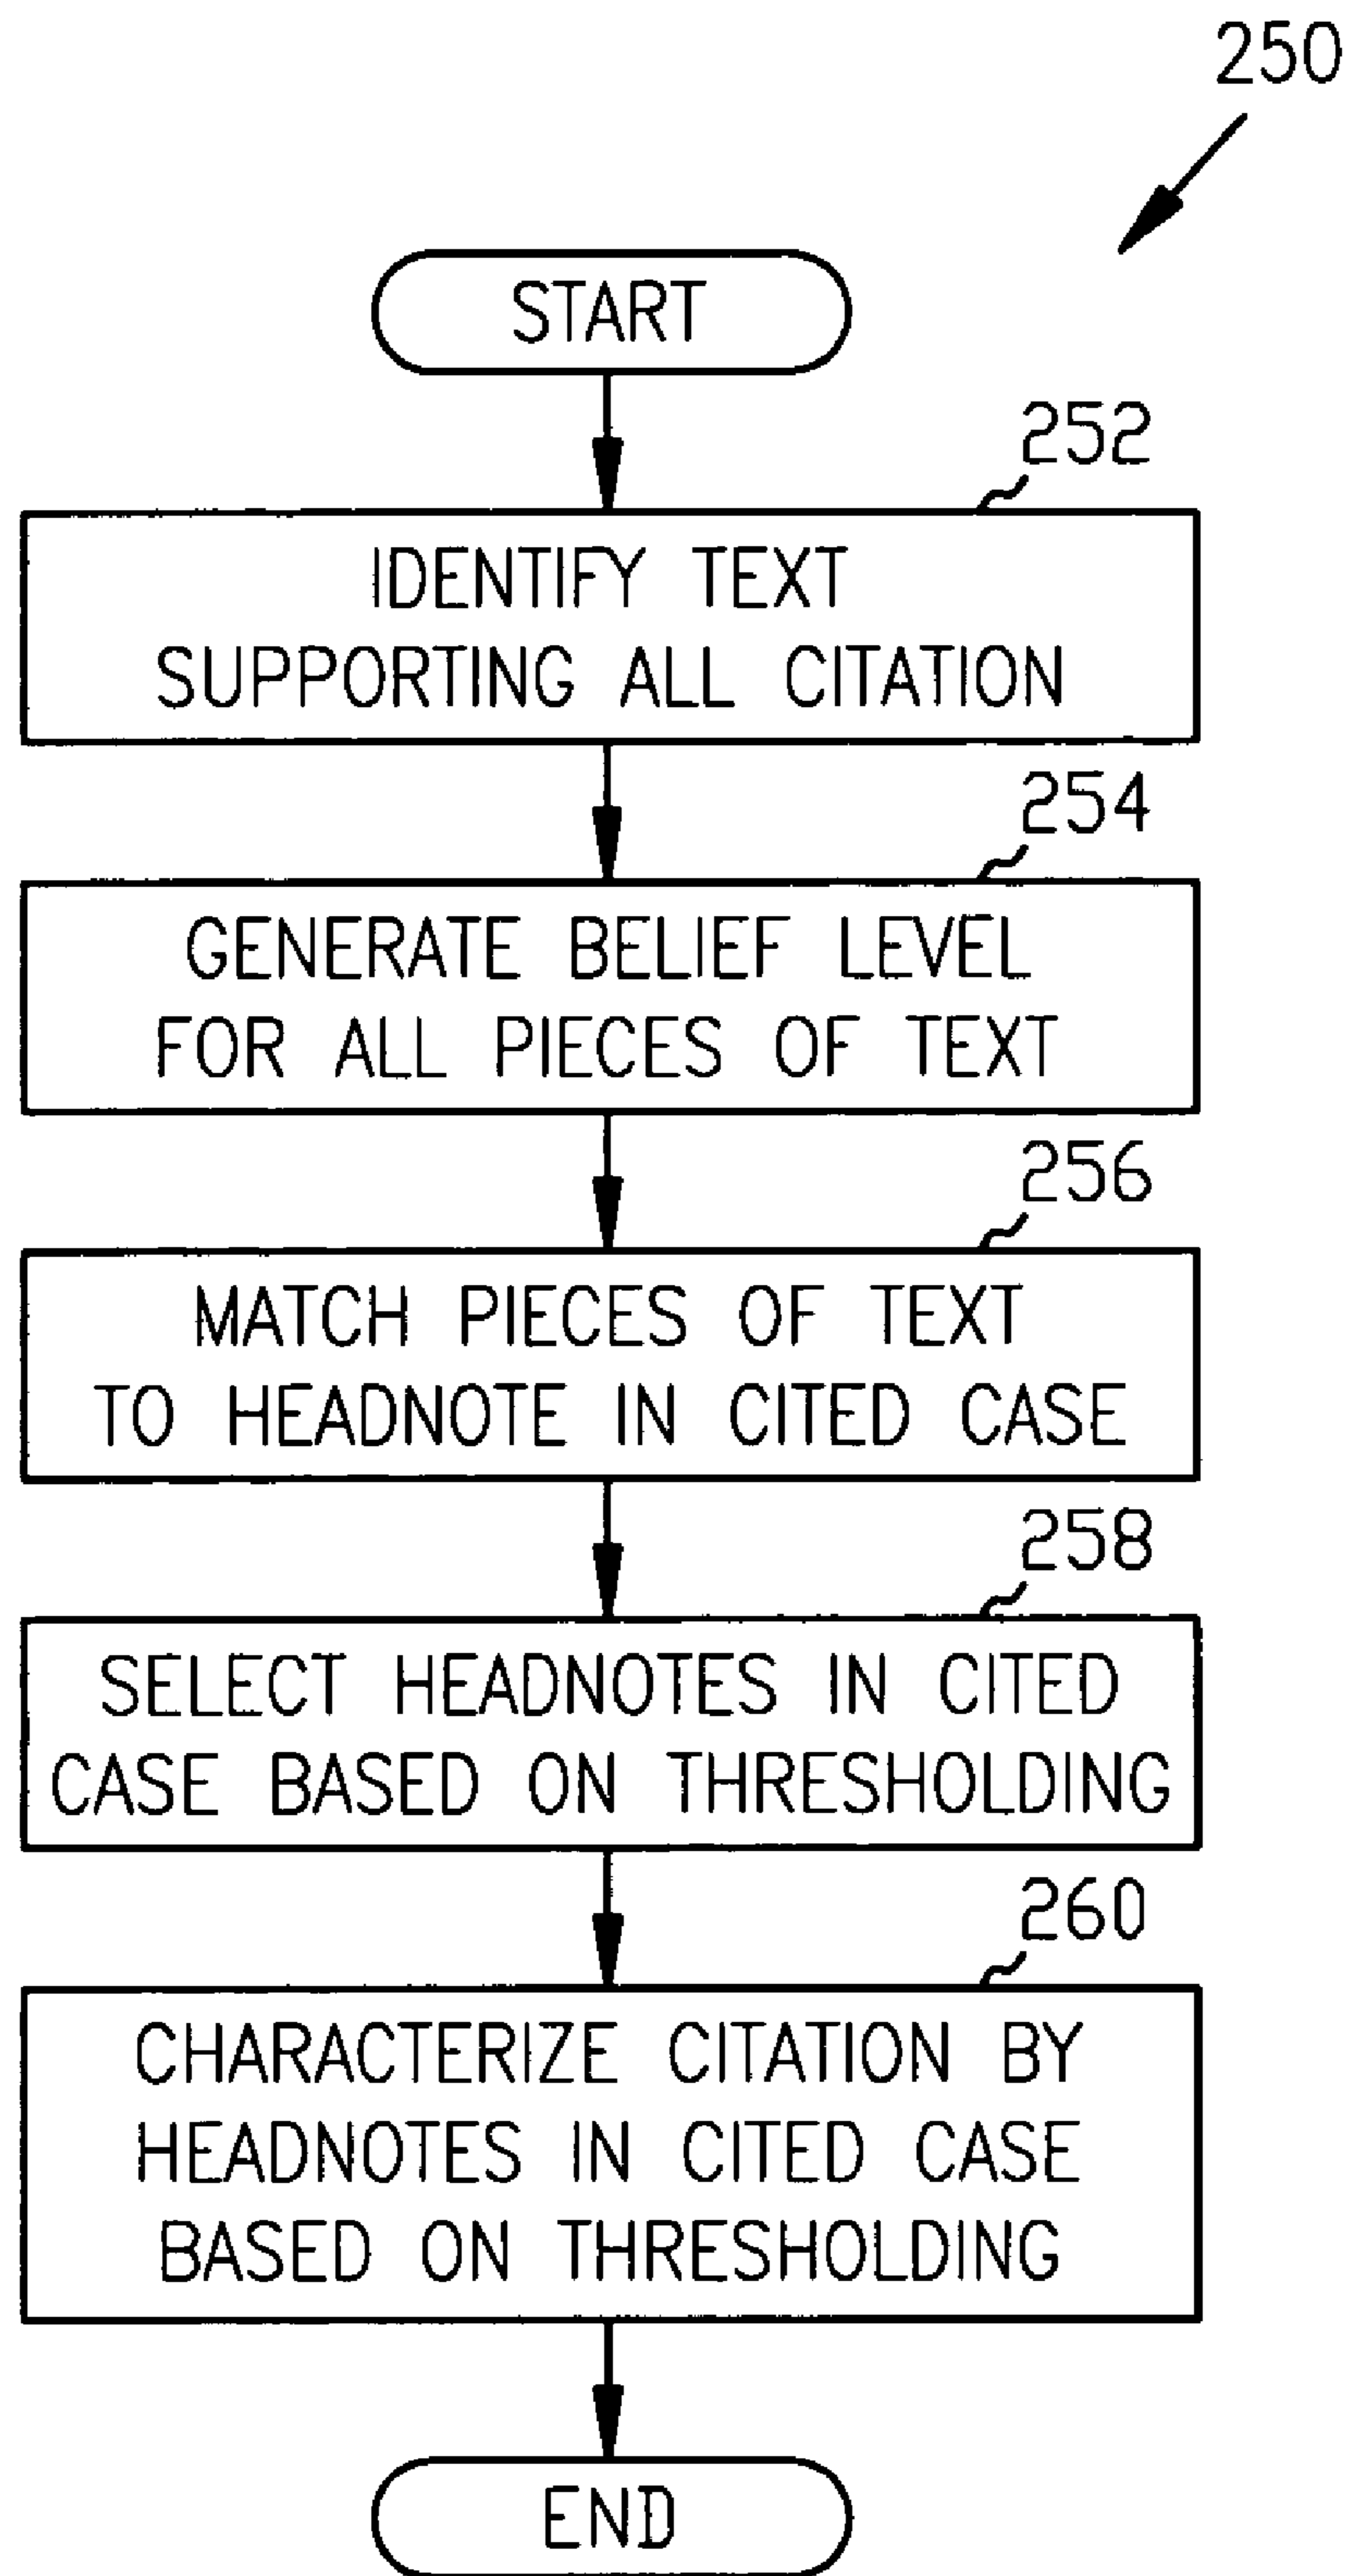 250
START
252
IDENTIFY TEXT
SUPPORTING ALL CITATION
254
GENERATE BELIEF LEVEL
FOR ALL PIECES OF TEXT
256
MATCH PIECES OF TEXT
TO HEADNOTE IN CITED CASE
258
SELECT HEADNOTES IN CITED
CASE BASED ON THRESHOLDING
260
CHARACTERIZE CITATION BY
HEADNOTES IN CITED CASE
BASED ON THRESHOLDING
END